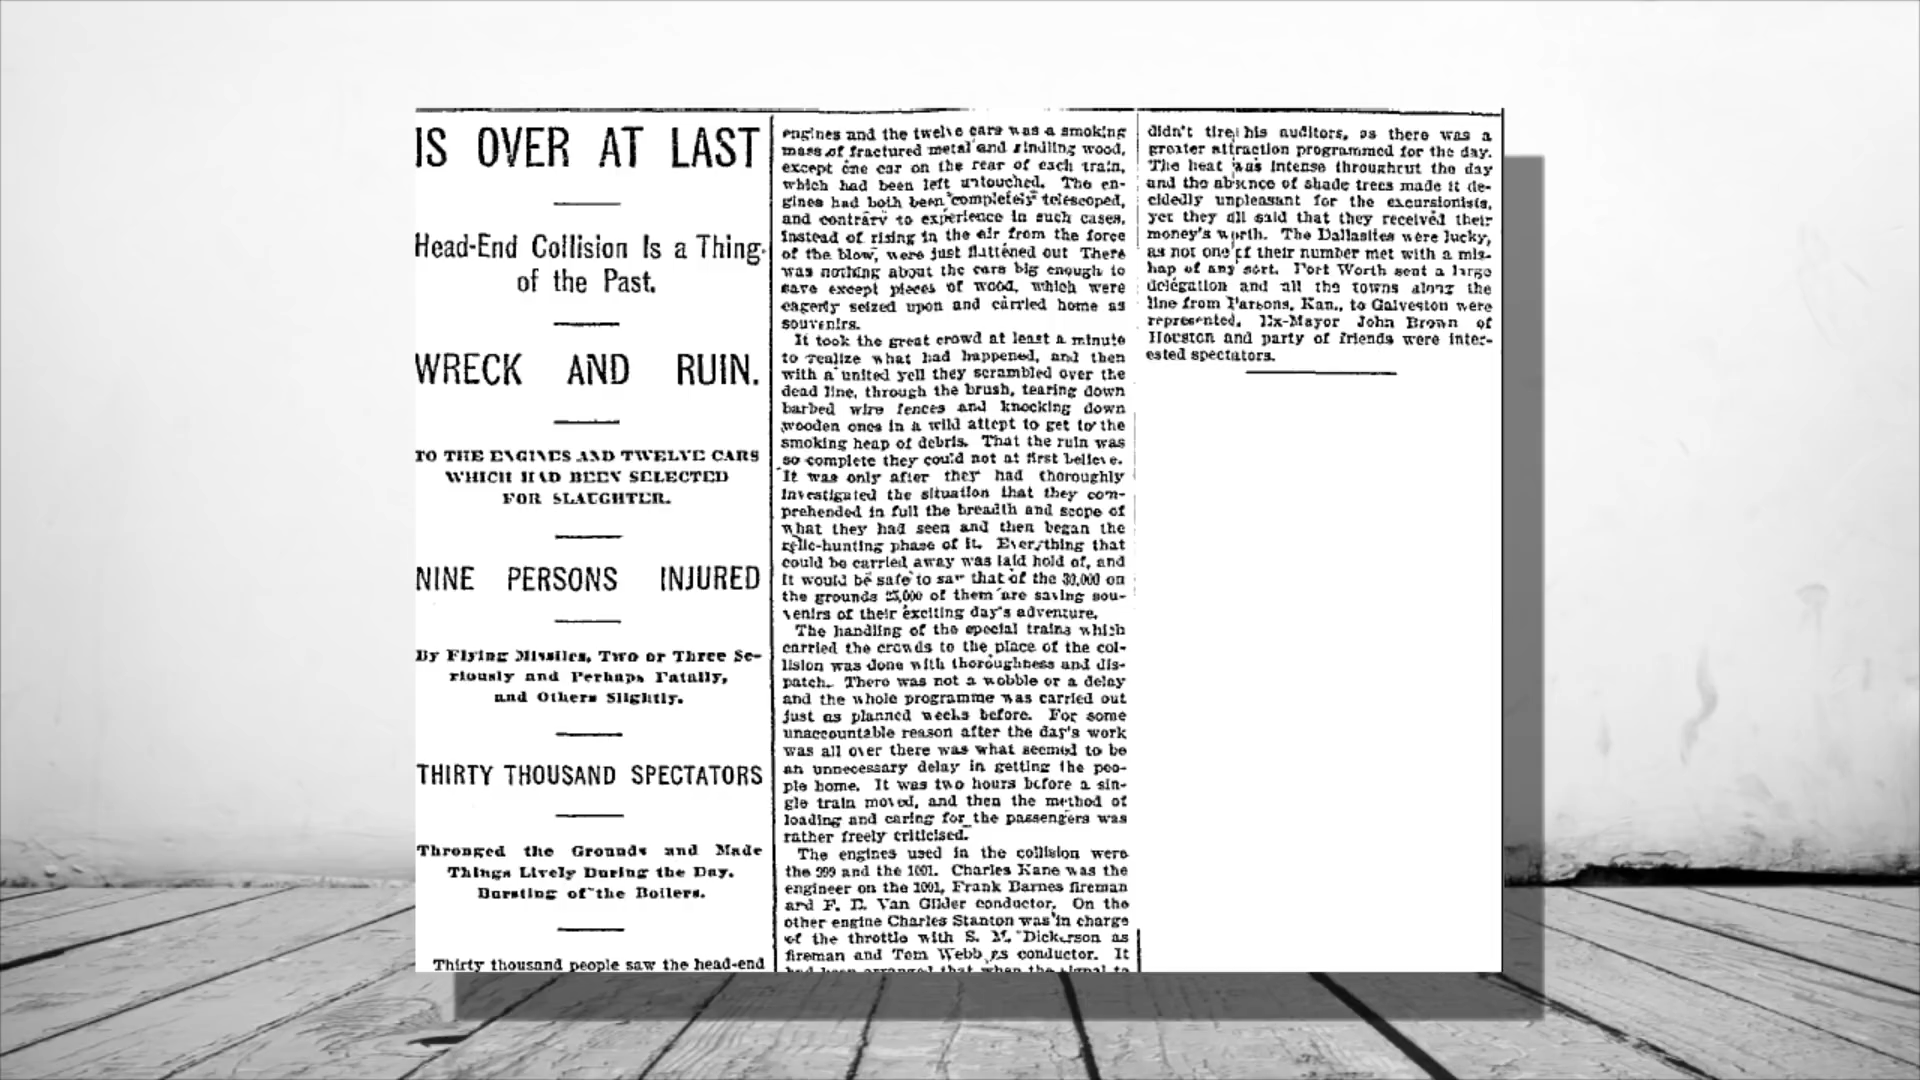 IS OVER AT LAST
Head-End Collision Is a Thing
of the Past.
WRECK AND RUIN.
TO THE ENGINES AND TWELVE CARS
WHICH HAD BEEN SELECTED
FOR SLAUGHTER.
NINE PERSONS INJURED
By Flying Missiles, Two or Three Se-
riously and Perhaps Fatally,
and Others Slightly.
THIRTY THOUSAND SPECTATORS
Thronged the Grounds and Made
Things Lively During the Day.
Bursting of the Boilers.
Thirty thousand people saw the head-end
engines and the twelve cars was a smoking
mass of fractured metal and kindling wood,
except one car on the rear of each train,
which had been left untouched. The en-
gines had both been completely telescoped,
and contrary to experience in such cases,
instead of rising in the air from the force
of the blow, were just flattened out There
was nothing about the cars big enough to
save except pieces of wood, which were
eagerly seized upon and carried home as
souvenirs.
It took the great crowd at least a minute
to realize what had happened, and then
with a united yell they scrambled over the
dead line, through the brush, tearing down
barbed wire fences and knocking down
wooden ones in a wild attept to get to the
smoking heap of debris. That the ruin was
so complete they could not at first believe.
It was only after they had thoroughly
investigated the situation that they com-
prehended in full the breadth and scope of
what they had seen and then began the
relic-hunting phase of it. Everything that
could be carried away was laid hold of, and
it would be safe to say that of the 30,000 on
the grounds 25,000 of them are saving sou-
venirs of their exciting day's adventure.
The handling of the special trains which
carried the crowds to the place of the col-
lision was done with thoroughness and dis-
patch. There was not a wobble or a delay
and the whole programme was carried out
just as planned weeks before. For some
unaccountable reason after the day's work
was all over there was what seemed to be
an unnecessary delay in getting the peo-
ple home. It was two hours before a sin-
gle train moved, and then the method of
loading and caring for the passengers was
rather freely criticised.
The engines used in the collision were
the 999 and the 1001. Charles Kane was the
engineer on the 1001, Frank Barnes fireman
and F. E. Van Gilder conductor. On the
other engine Charles Stanton was in charge
of the throttle with S. M. Dickerson as
fireman and Tom Webb as conductor. It
had been arranged that when the signal to
didn't tire his auditors, as there was a
greater attraction programmed for the day.
The heat was intense throughout the day
and the absence of shade trees made it de-
cidedly unpleasant for the excursionists,
yet they all said that they received their
money's worth. The Dallasites were lucky,
as not one of their number met with a mis-
hap of any sort. Fort Worth sent a large
delegation and all the towns along the
line from Parsons, Kan., to Galveston were
represented. Ex-Mayor John Brown of
Houston and party of friends were inter-
ested spectators.